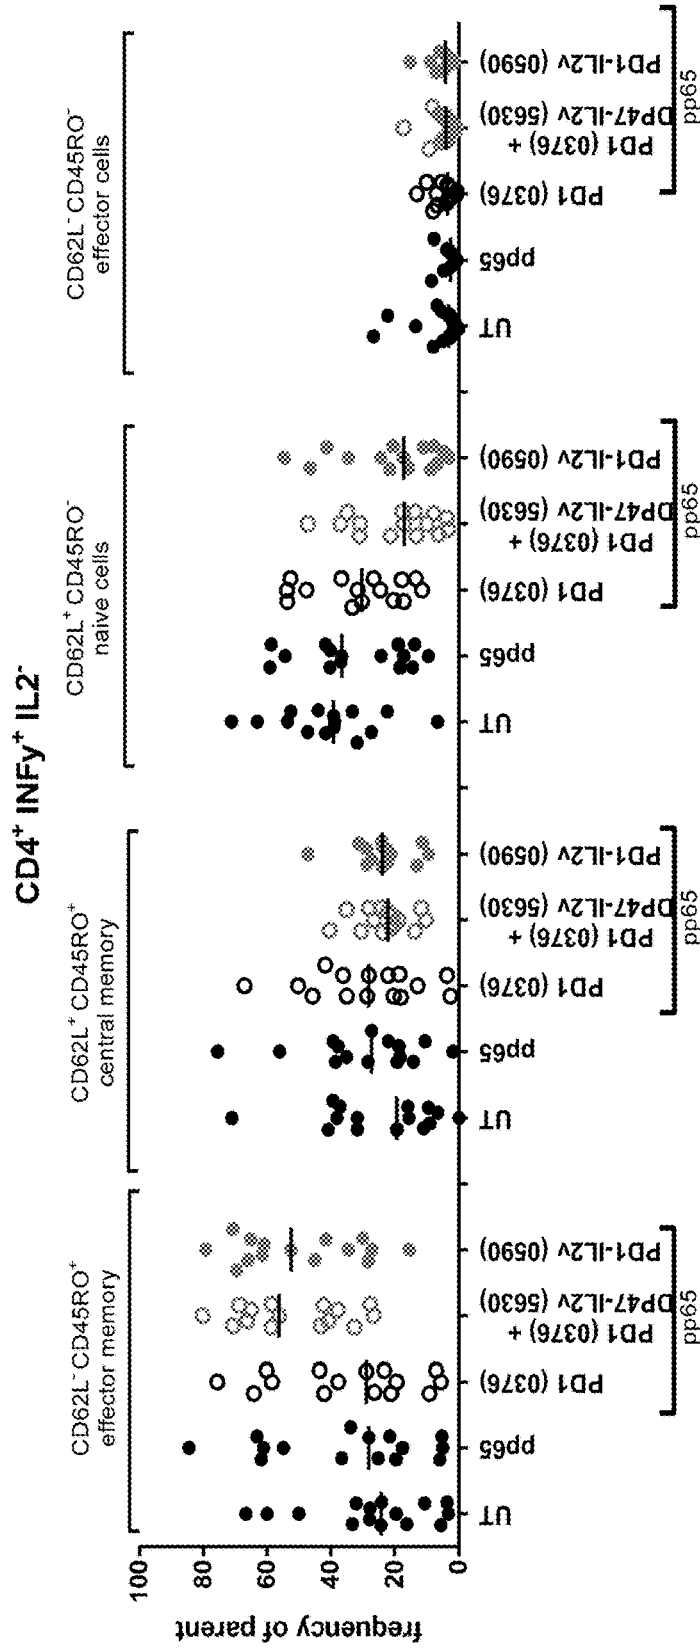 CD4⁺ INFy⁺ IL2⁻
CD62L⁻ CD45RO⁺
effector memory
CD62L⁺ CD45RO⁺
central memory
CD62L⁺ CD45RO⁻
naive cells
CD62L⁻ CD45RO⁻
effector cells
frequency of parent
100
80
60
40
20
0
UT
pp65
PD1 (0376)
PD1 (0376) +
DP47-IL2v (5630)
PD1-IL2v (0590)
pp65
UT
pp65
PD1 (0376)
PD1 (0376) +
DP47-IL2v (5630)
PD1-IL2v (0590)
pp65
UT
pp65
PD1 (0376)
PD1 (0376) +
DP47-IL2v (5630)
PD1-IL2v (0590)
pp65
UT
pp65
PD1 (0376)
PD1 (0376) +
DP47-IL2v (5630)
PD1-IL2v (0590)
pp65